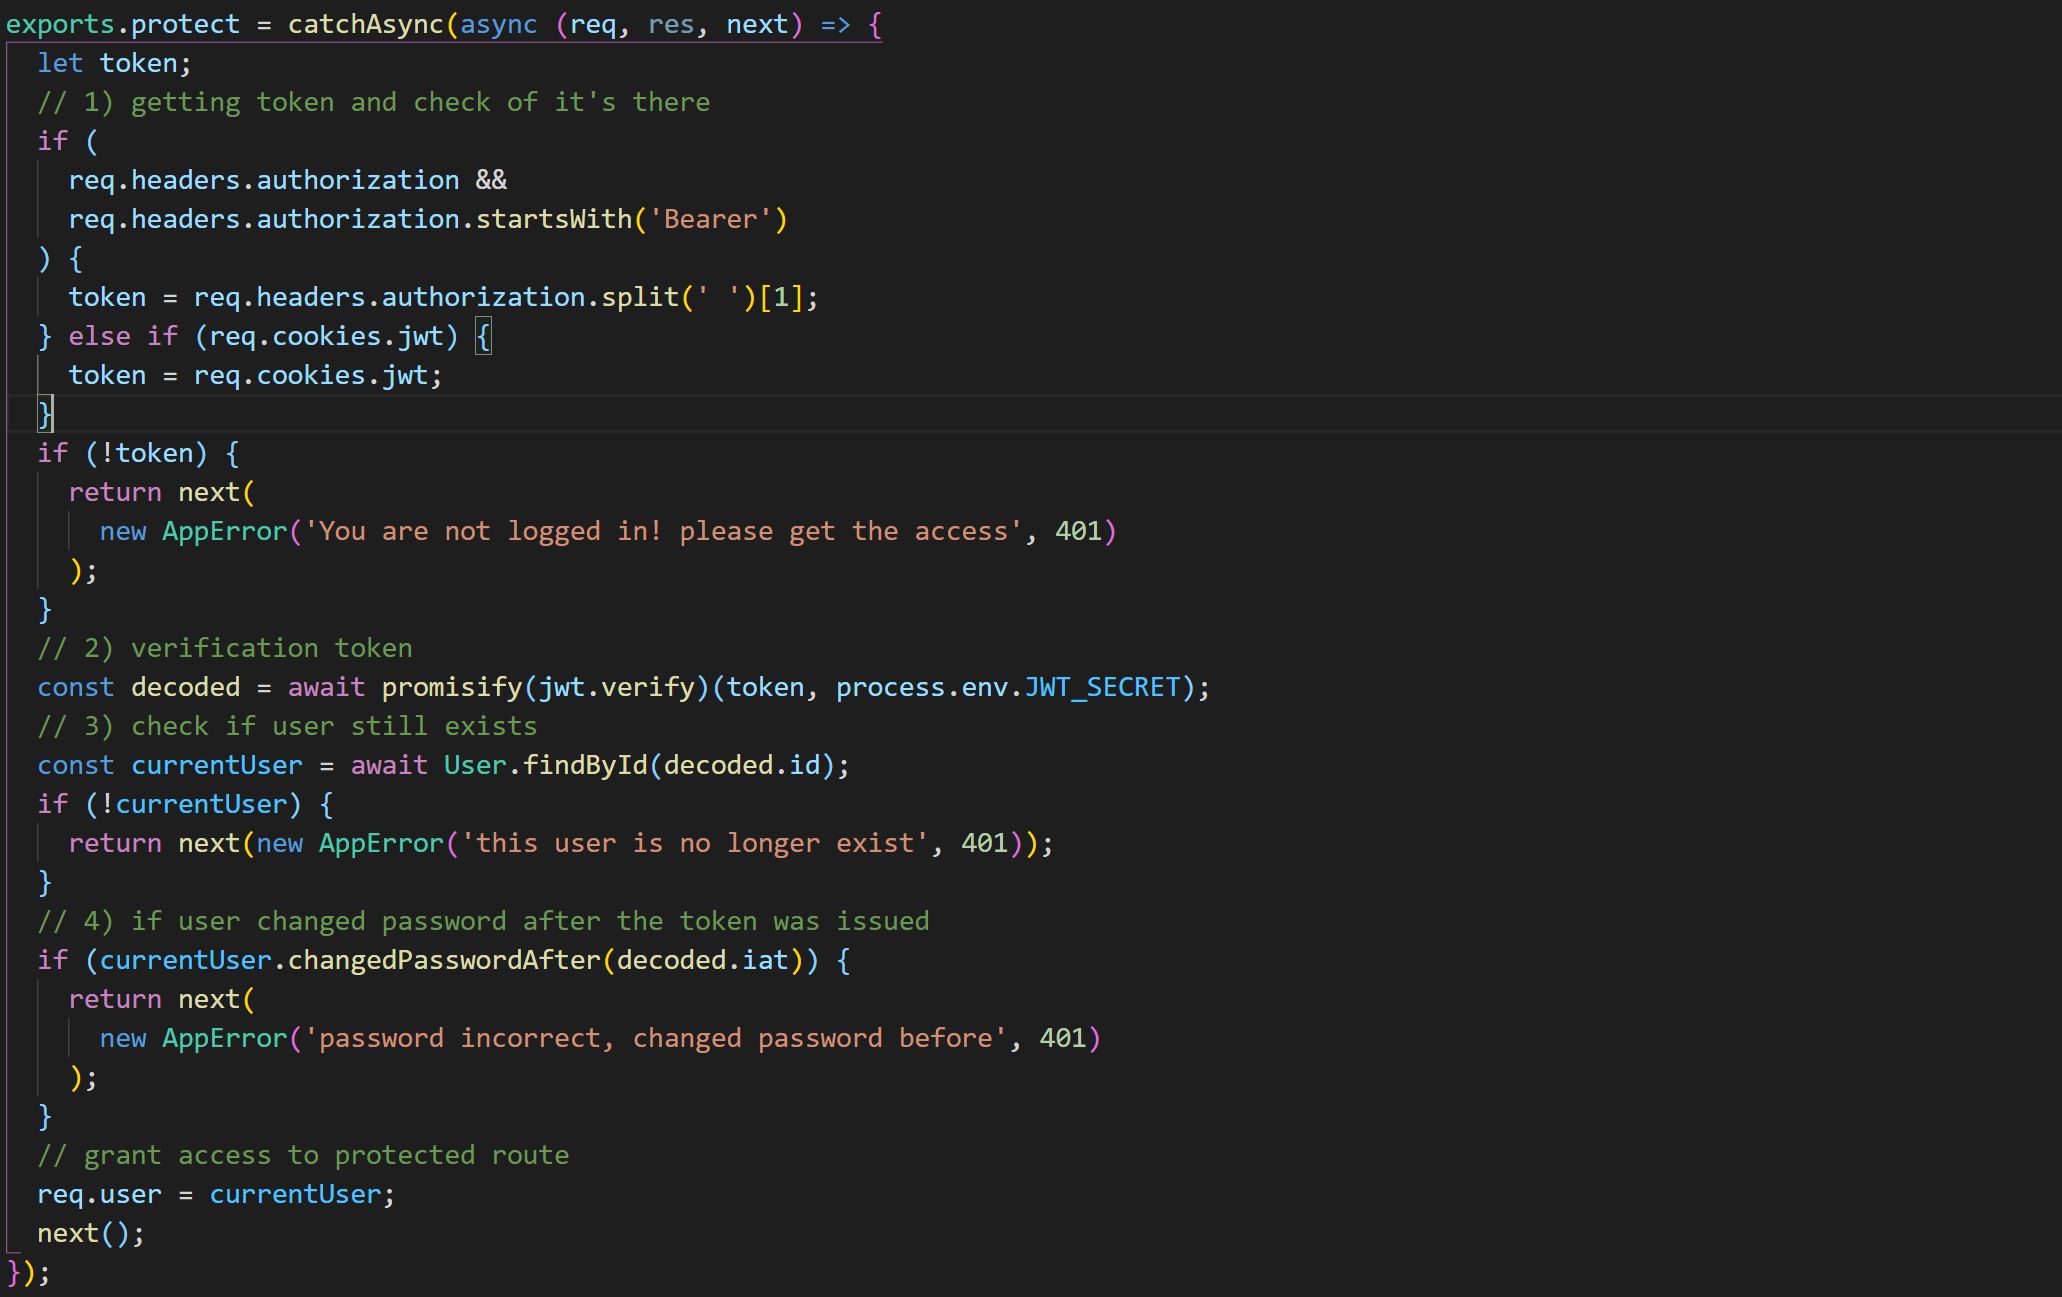 exports.protect = catchAsync(async (req, res, next) => {
  let token;
  // 1) getting token and check of it's there
  if (
    req.headers.authorization &&
    req.headers.authorization.startsWith('Bearer')
  ) {
    token = req.headers.authorization.split(' ')[1];
  } else if (req.cookies.jwt) {
    token = req.cookies.jwt;
  }
  if (!token) {
    return next(
      new AppError('You are not logged in! please get the access', 401)
    );
  }
  // 2) verification token
  const decoded = await promisify(jwt.verify)(token, process.env.JWT_SECRET);
  // 3) check if user still exists
  const currentUser = await User.findById(decoded.id);
  if (!currentUser) {
    return next(new AppError('this user is no longer exist', 401));
  }
  // 4) if user changed password after the token was issued
  if (currentUser.changedPasswordAfter(decoded.iat)) {
    return next(
      new AppError('password incorrect, changed password before', 401)
    );
  }
  // grant access to protected route
  req.user = currentUser;
  next();
});